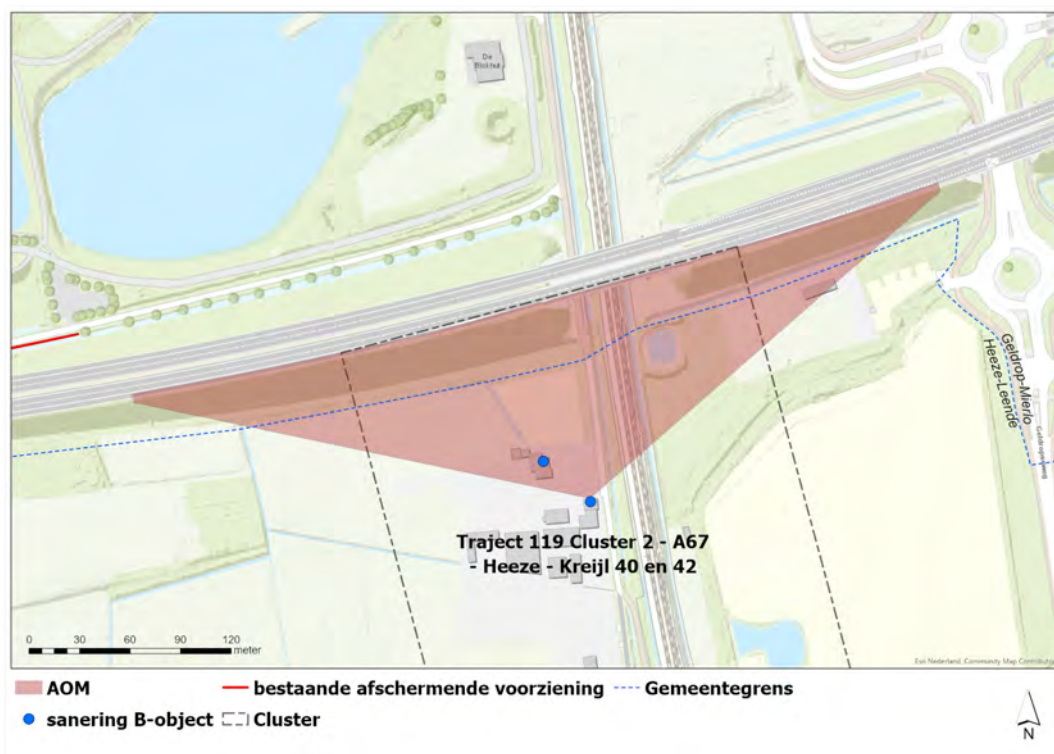 De
Blokhut
Geldrop-Mierlo
Heeze-Leende
Geldropseweg
Traject 119 Cluster 2 - A67
- Heeze - Kreijl 40 en 42
0 30 60 90 120
meter
Esri Nederland, Community Map Contributors
AOM
bestaande afschermende voorziening
Gemeentegrens
sanering B-object
Cluster
N